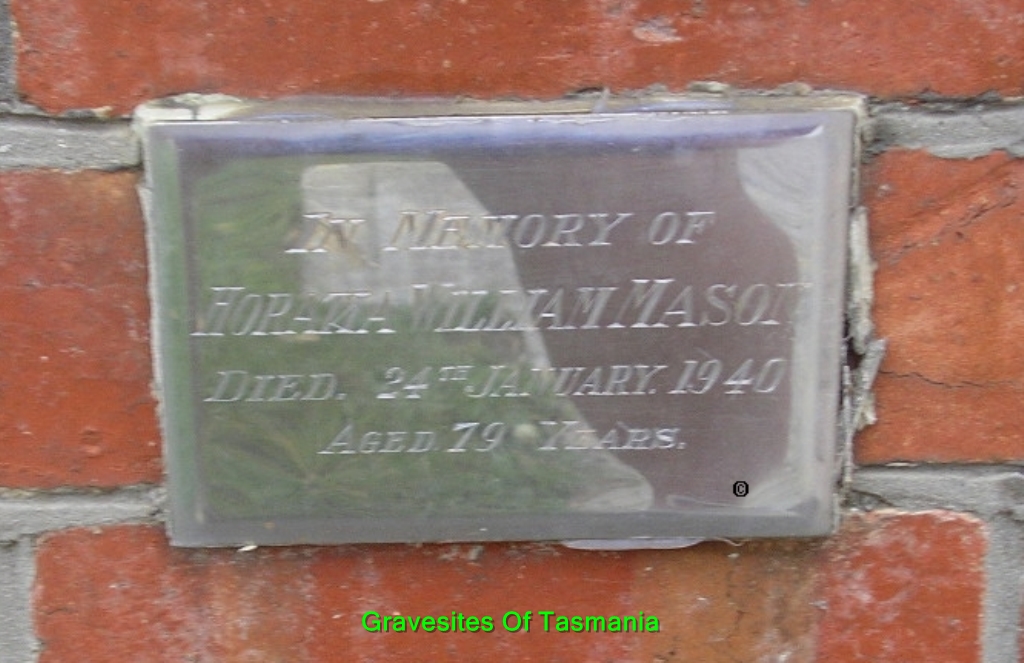 IN MEMORY OF
HORATIA WILLIAM MASON
DIED. 24TH JANUARY. 1940
AGED 79 YEARS.
©
Gravesites Of Tasmania